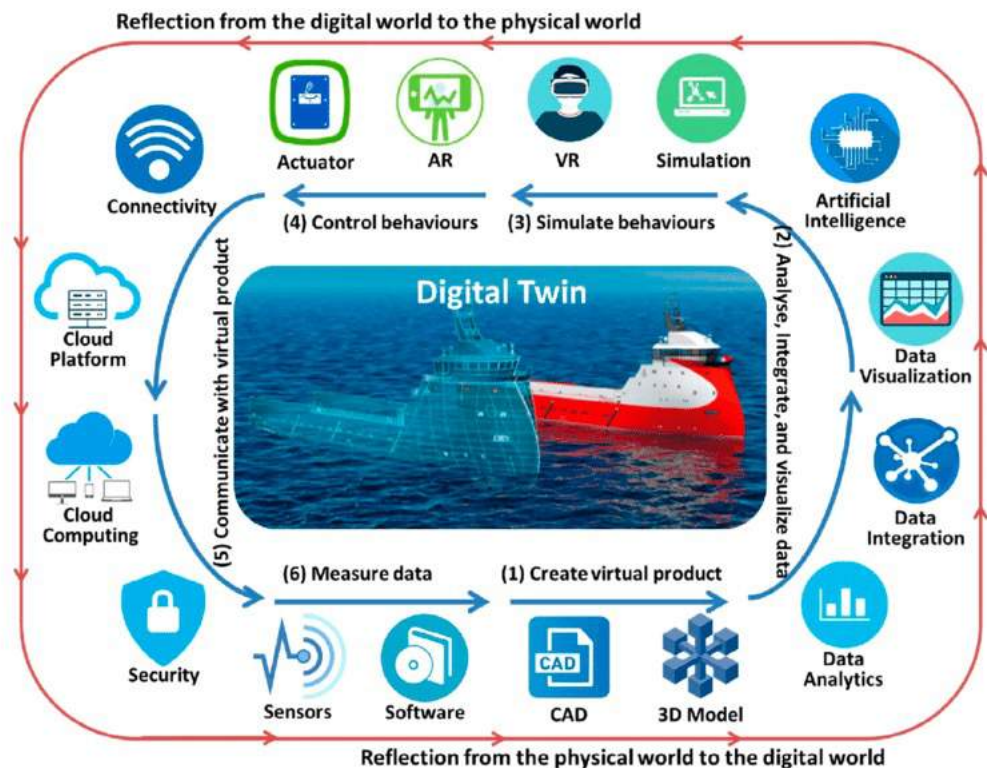 Reflection from the digital world to the physical world
Actuator
AR
VR
Simulation
Connectivity
Artificial
Intelligence
(4) Control behaviours
(3) Simulate behaviours
(2) Analyse, Integrate, and visualize data
Digital Twin
Cloud
Platform
Data
Visualization
(5) Communicate with virtual product
Cloud
Computing
Data
Integration
(6) Measure data
(1) Create virtual product
Security
Sensors
Software
CAD
CAD
3D Model
Data
Analytics
Reflection from the physical world to the digital world